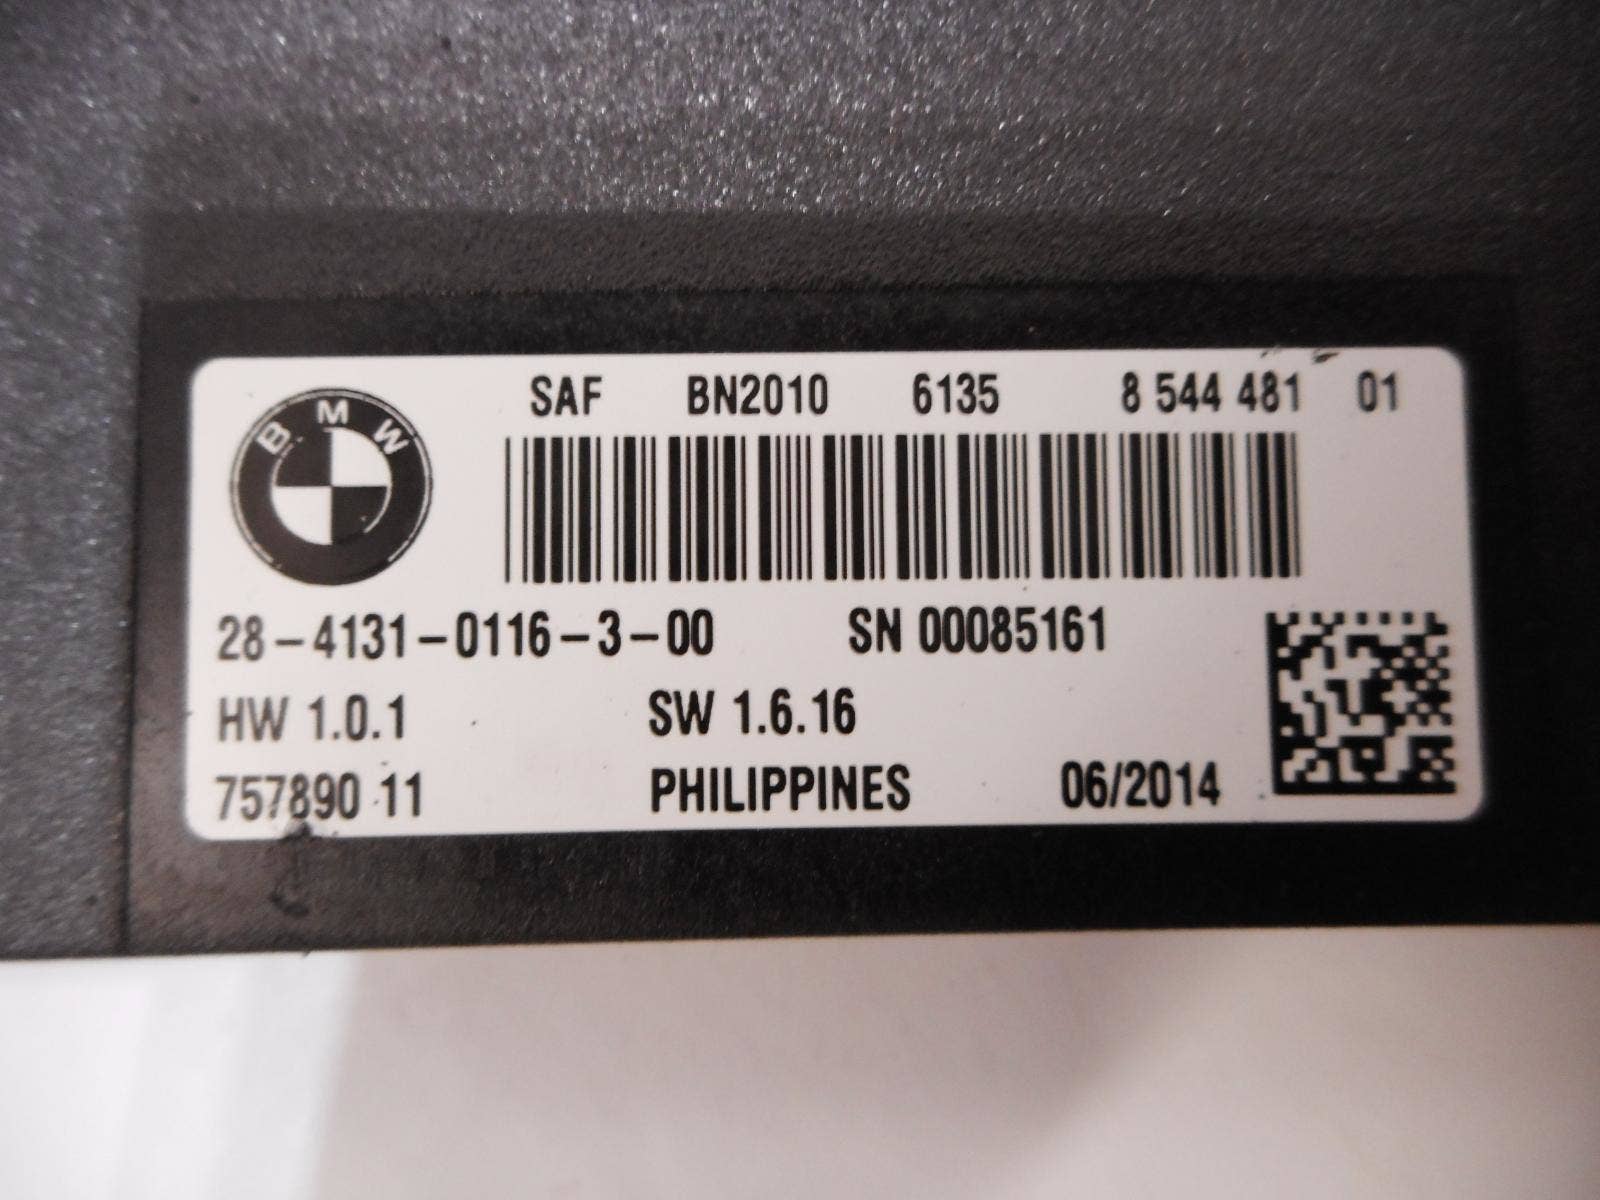 BMW
SAF BN2010 6135 8 544 481 01
28-4131-0116-3-00 SN 00085161
HW 1.0.1 SW 1.6.16
757890 11 PHILIPPINES 06/2014